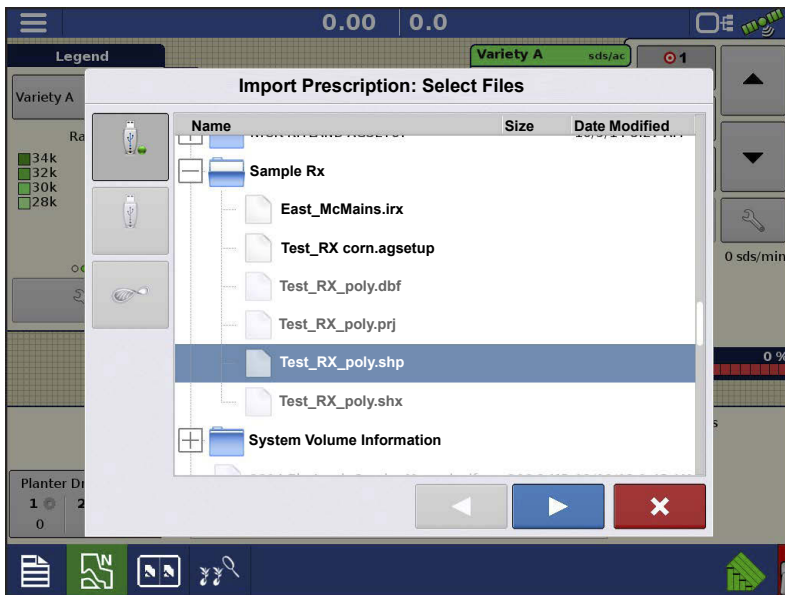 0.00 0.0
Legend
Variety A sds/ac 1
Import Prescription: Select Files
Variety A
Name Size Date Modified
Ra
34k
32k
30k
28k
Sample Rx
East_McMains.irx
Test_RX corn.agsetup
0 sds/min
Test_RX_poly.dbf
Test_RX_poly.prj
Test_RX_poly.shp
0 %
Test_RX_poly.shx
s
System Volume Information
Planter Dr
1 2
0
N